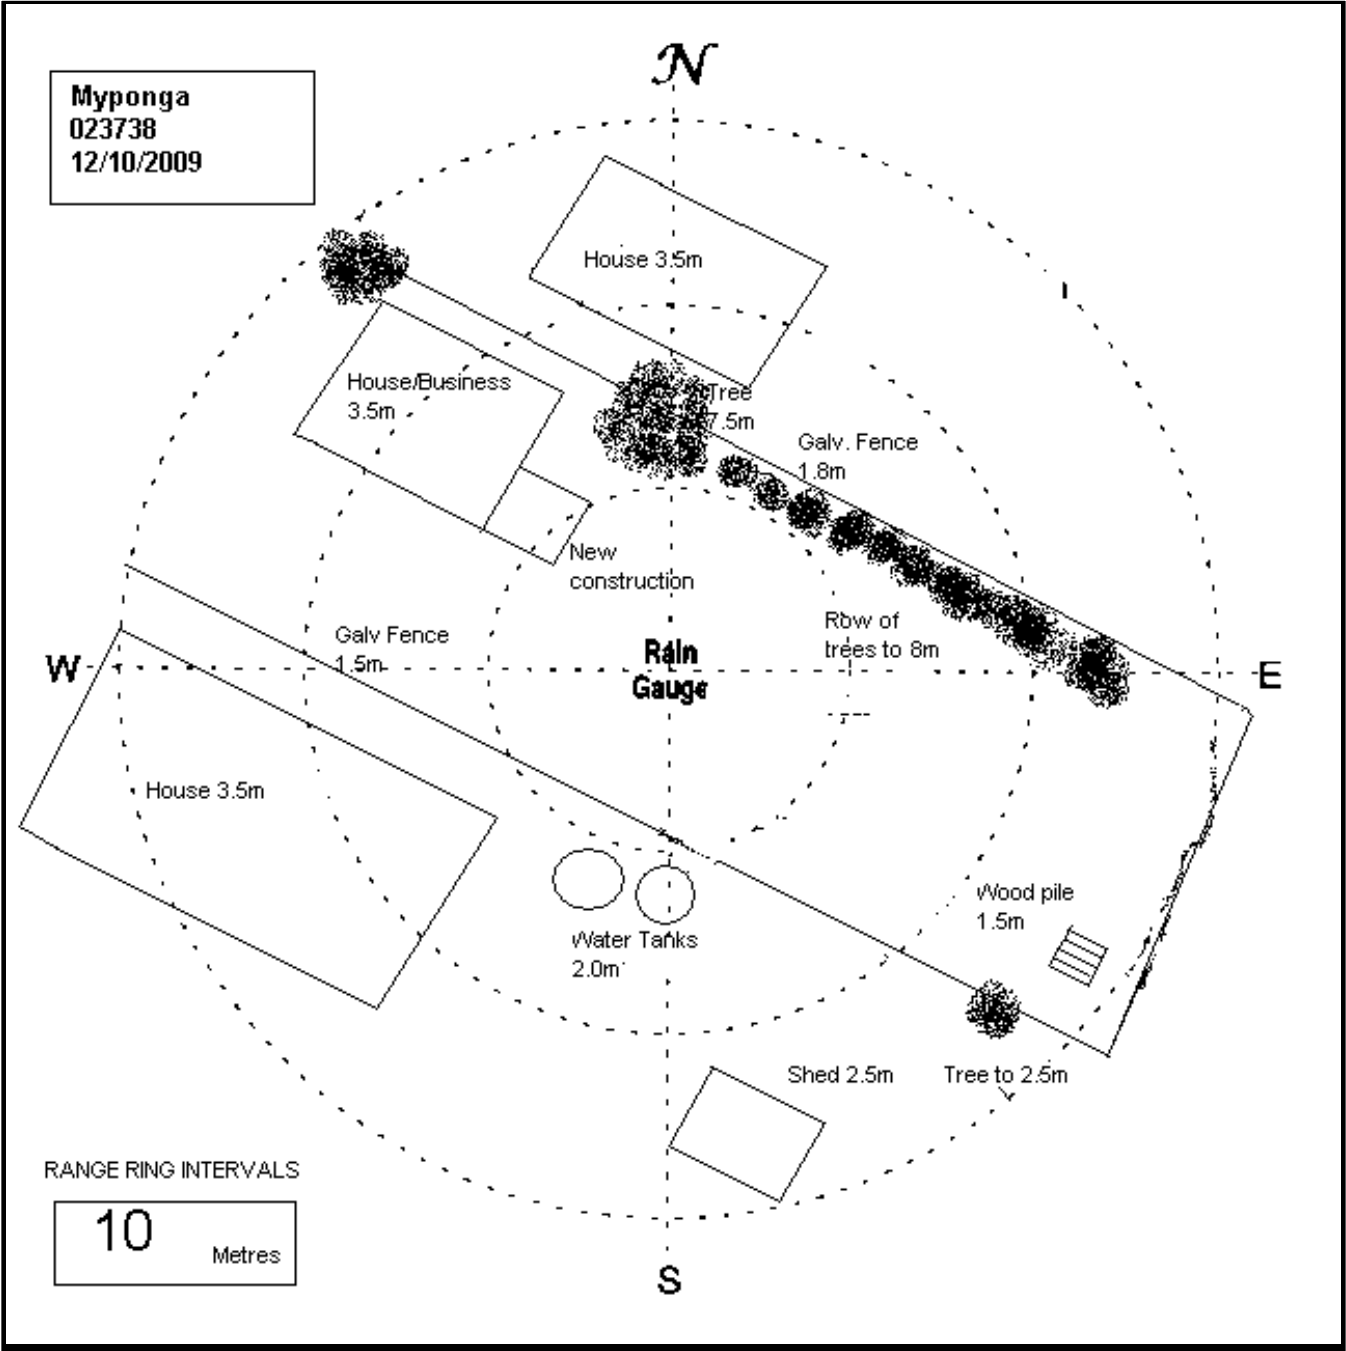 N
Myponga
023738
12/10/2009
House 3.5m
House/Business
3.5m
Tree
7.5m
Galv. Fence
1.8m
New
construction
Galv Fence
1.5m
Row of
trees to 8m
W
Rain
Gauge
E
House 3.5m
Wood pile
1.5m
Water Tanks
2.0m
Shed 2.5m
Tree to 2.5m
RANGE RING INTERVALS
10
Metres
S